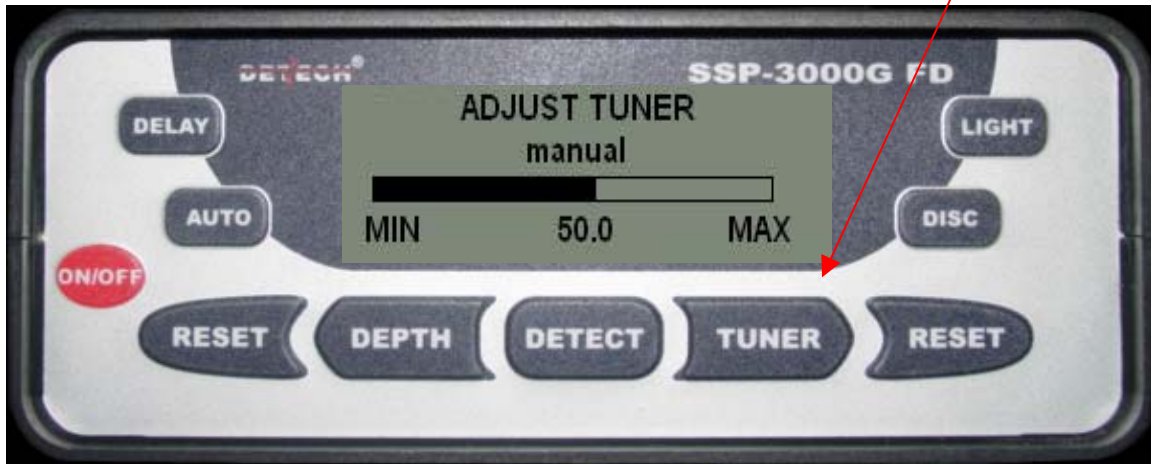 DETECH®
SSP-3000G FD
DELAY
ADJUST TUNER
LIGHT
manual
AUTO
MIN 50.0 MAX
DISC
ON/OFF
RESET DEPTH DETECT TUNER RESET